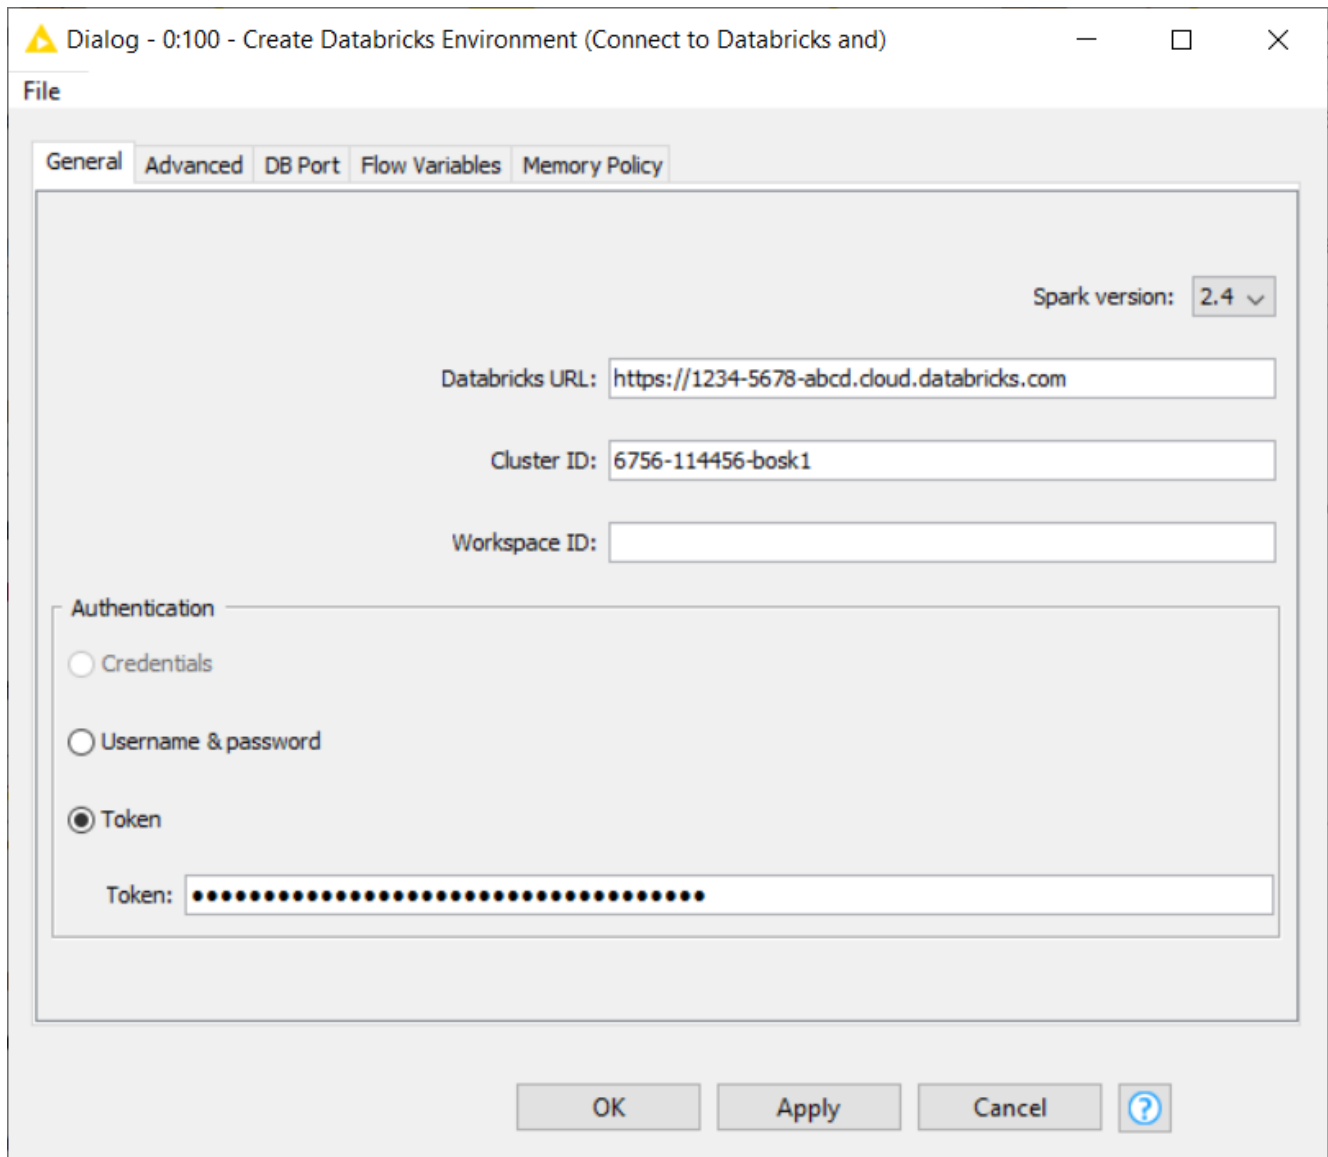 Dialog - 0:100 - Create Databricks Environment (Connect to Databricks and)
File
General Advanced DB Port Flow Variables Memory Policy
Spark version: 2.4
Databricks URL: https://1234-5678-abcd.cloud.databricks.com
Cluster ID: 6756-114456-bosk1
Workspace ID:
Authentication
Credentials
Username & password
Token
Token: ••••••••••••••••••••••••••••••••••••
OK Apply Cancel ?